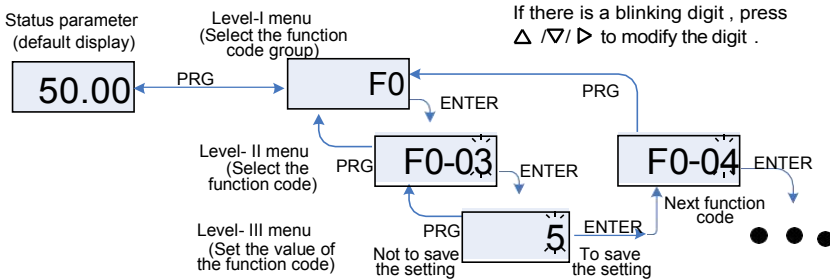 Status parameter
(default display)
50.00
PRG
Level-I menu
(Select the function
code group)
F0
ENTER
If there is a blinking digit , press
△ /▽/ ▷ to modify the digit .
PRG
Level- II menu
(Select the
function code)
PRG
F0-03
ENTER
F0-04
ENTER
Next function
code
Level- III menu
(Set the value of
the function code)
PRG
Not to save
the setting
5
ENTER
To save
the setting